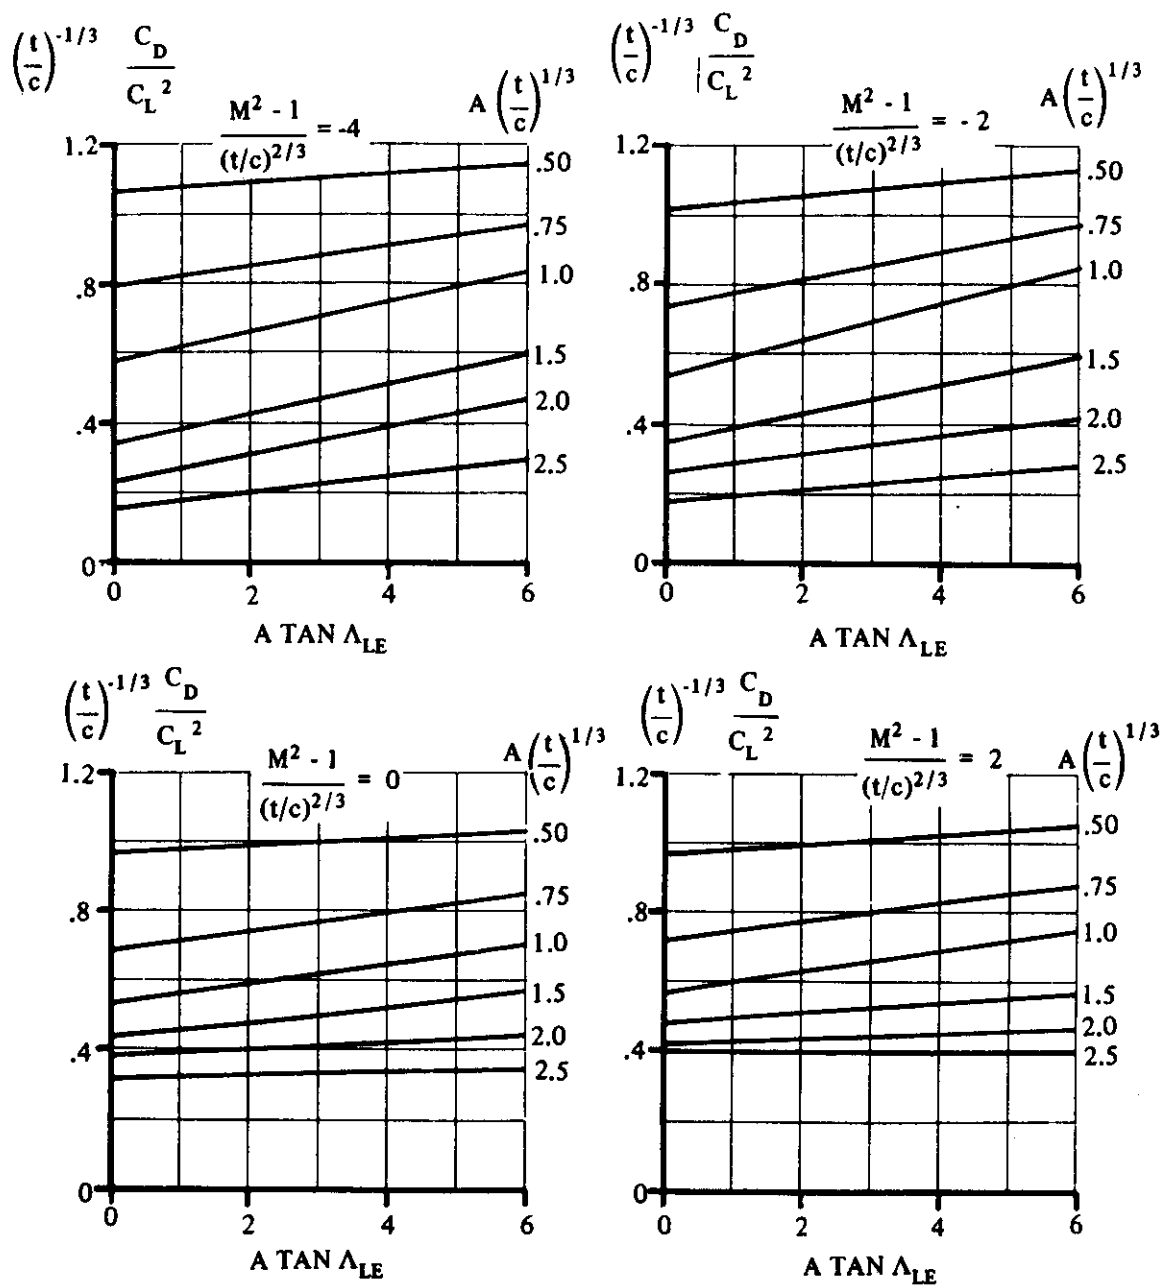 (t/c)^-1/3 C_D/C_L^2
M^2 - 1/(t/c)^2/3 = -4
A(t/c)^1/3
1.2
.8
.4
0
.50
.75
1.0
1.5
2.0
2.5
0 2 4 6
A TAN Λ_LE
(t/c)^-1/3 C_D/C_L^2
M^2 - 1/(t/c)^2/3 = -2
A(t/c)^1/3
1.2
.8
.4
0
.50
.75
1.0
1.5
2.0
2.5
0 2 4 6
A TAN Λ_LE
(t/c)^-1/3 C_D/C_L^2
M^2 - 1/(t/c)^2/3 = 0
A(t/c)^1/3
1.2
.8
.4
0
.50
.75
1.0
1.5
2.0
2.5
0 2 4 6
A TAN Λ_LE
(t/c)^-1/3 C_D/C_L^2
M^2 - 1/(t/c)^2/3 = 2
A(t/c)^1/3
1.2
.8
.4
0
.50
.75
1.0
1.5
2.0
2.5
0 2 4 6
A TAN Λ_LE